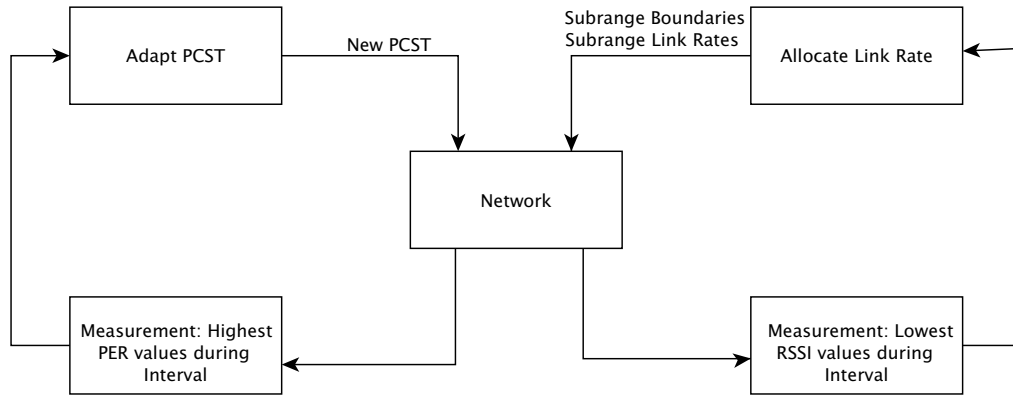 Adapt PCST
New PCST
Subrange Boundaries
Subrange Link Rates
Allocate Link Rate
Network
Measurement: Highest
PER values during
Interval
Measurement: Lowest
RSSI values during
Interval